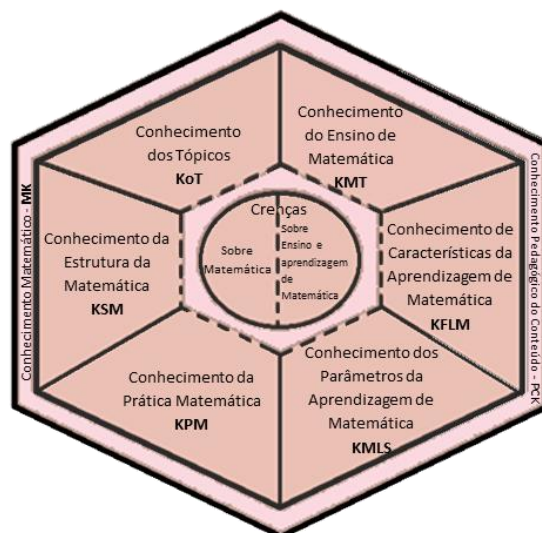 Conhecimento
dos Tópicos
KoT
Conhecimento
do Ensino de
Matemática
KMT
Conhecimento Matemático - MK
Conhecimento da
Estrutura da
Matemática
KSM
Crenças
Sobre
Matemática
Sobre
Ensino e
aprendizagem
de
Matemática
Conhecimento de
Características da
Aprendizagem de
Matemática
KFLM
Conhecimento Pedagógico do Conteúdo - PCK
Conhecimento da
Prática Matemática
KPM
Conhecimento dos
Parâmetros da
Aprendizagem de
Matemática
KMLS